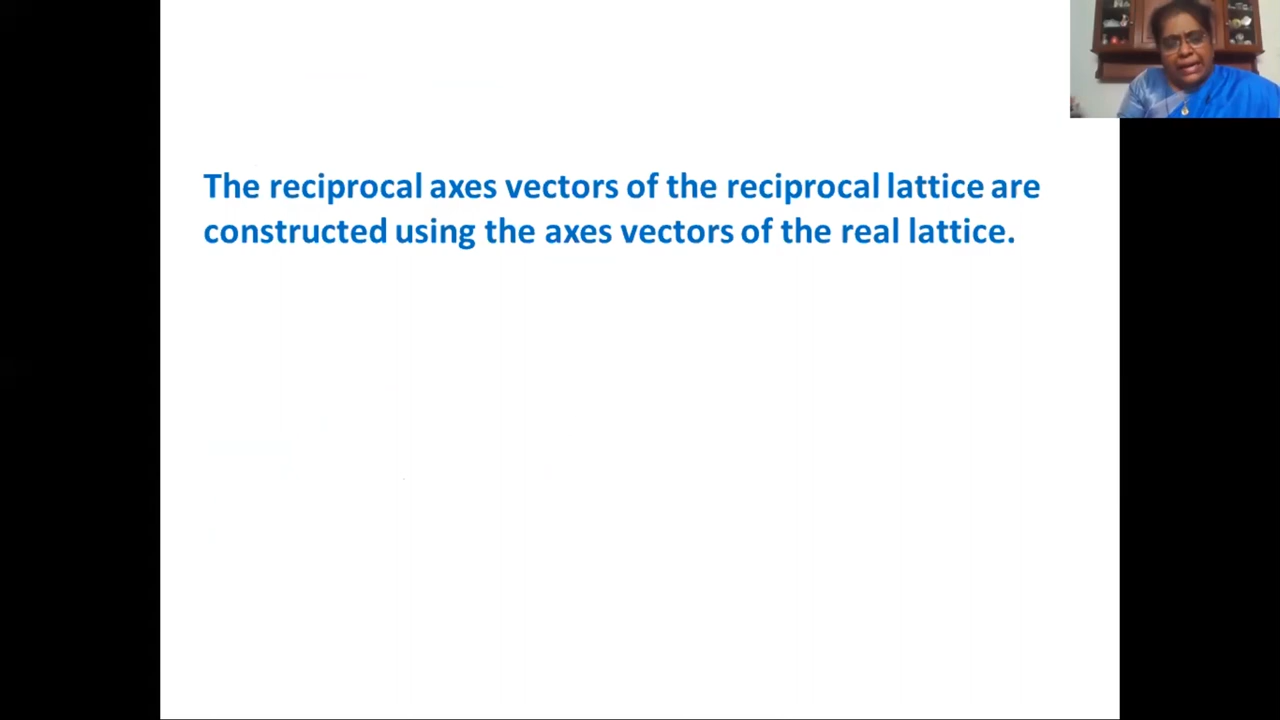 The reciprocal axes vectors of the reciprocal lattice are
constructed using the axes vectors of the real lattice.